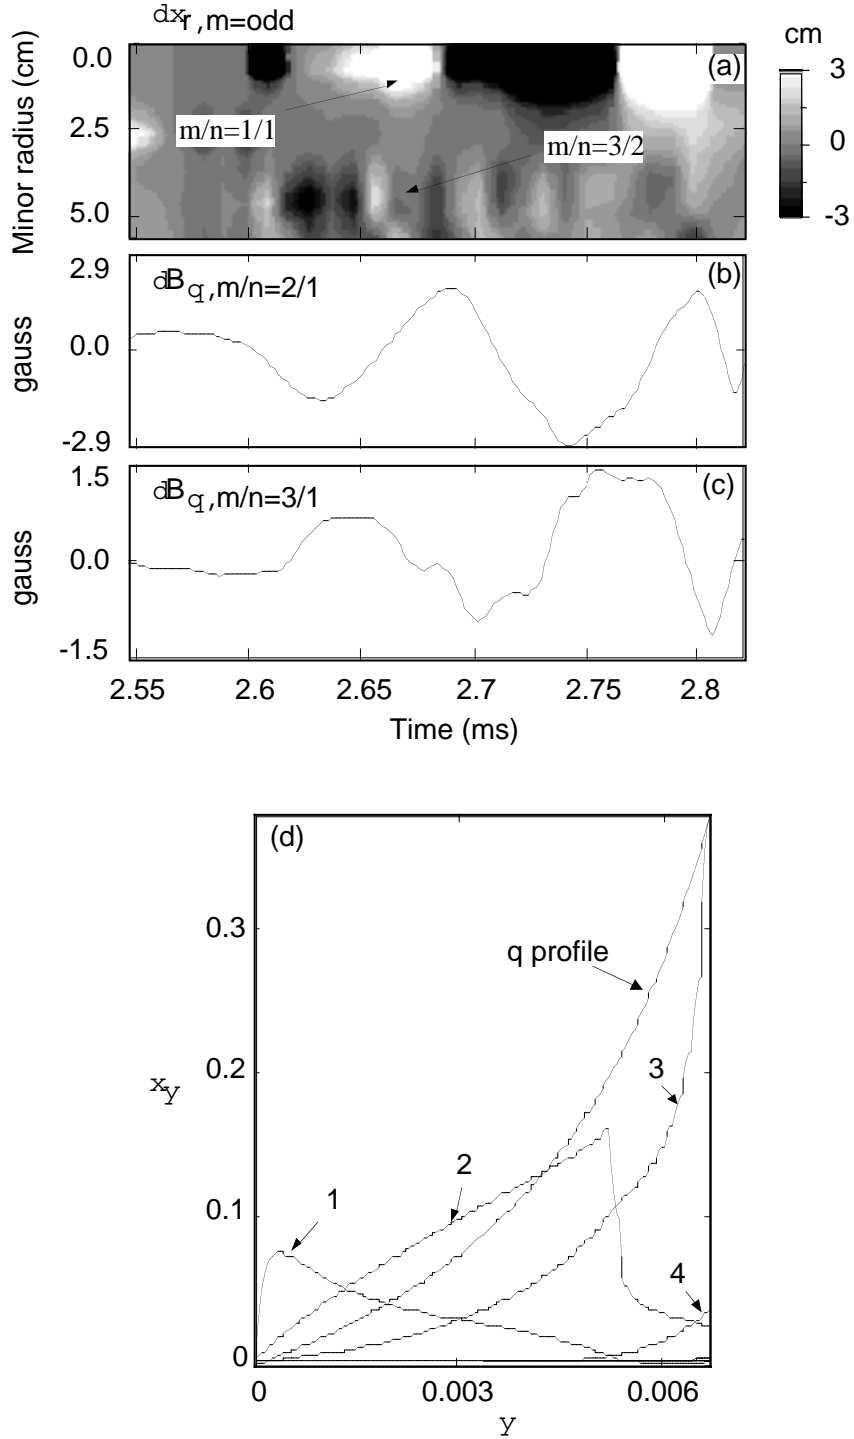 dx r, m=odd
cm
Minor radius (cm)
0.0
2.5
5.0
(a)
m/n=1/1
m/n=3/2
3
0
-3
2.9
0.0
-2.9
gauss
dB q, m/n=2/1
(b)
1.5
0.0
-1.5
gauss
dB q, m/n=3/1
(c)
2.55 2.6 2.65 2.7 2.75 2.8
Time (ms)
(d)
0.3
0.2
0.1
0
xy
q profile
1
2
3
4
0 0.003 0.006
y